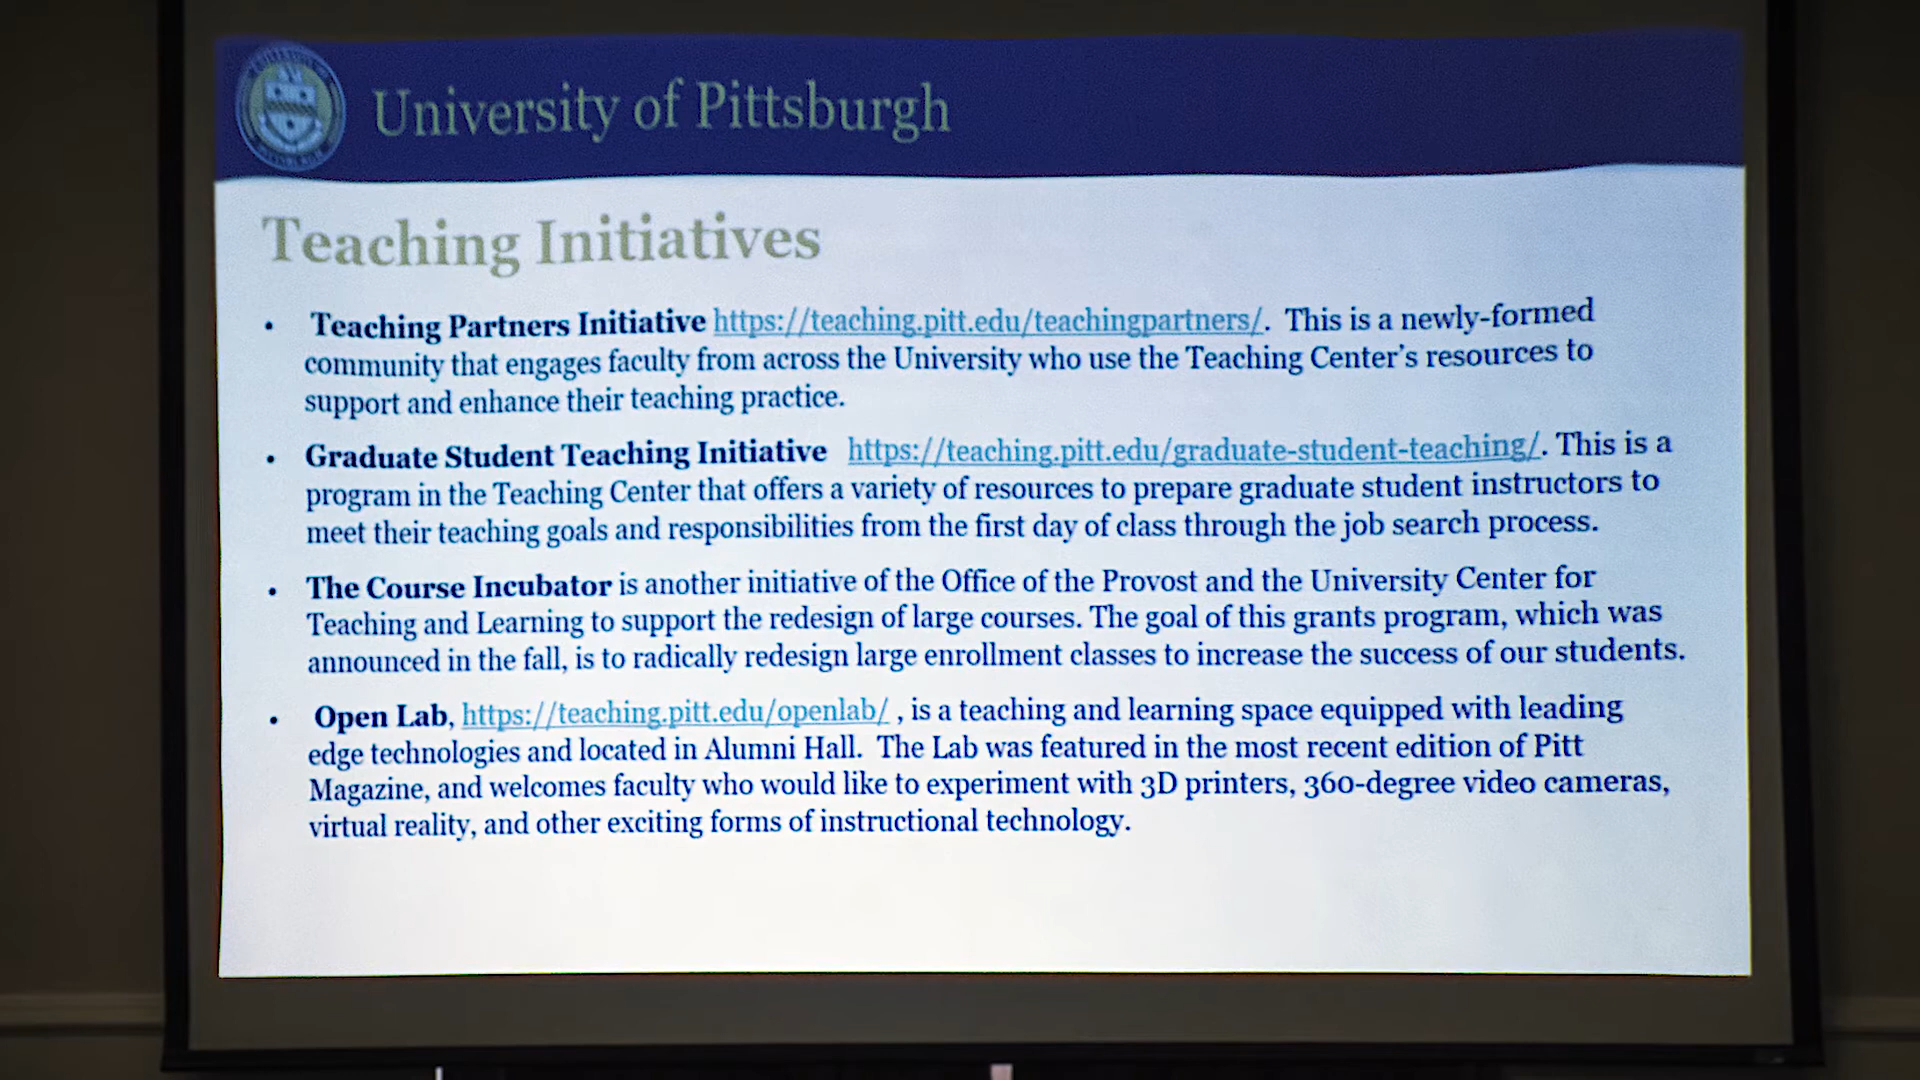 University of Pittsburgh
Teaching Initiatives
• Teaching Partners Initiative https://teaching.pitt.edu/teachingpartners/. This is a newly-formed
community that engages faculty from across the University who use the Teaching Center's resources to
support and enhance their teaching practice.
• Graduate Student Teaching Initiative https://teaching.pitt.edu/graduate-student-teaching/. This is a
program in the Teaching Center that offers a variety of resources to prepare graduate student instructors to
meet their teaching goals and responsibilities from the first day of class through the job search process.
• The Course Incubator is another initiative of the Office of the Provost and the University Center for
Teaching and Learning to support the redesign of large courses. The goal of this grants program, which was
announced in the fall, is to radically redesign large enrollment classes to increase the success of our students.
• Open Lab, https://teaching.pitt.edu/openlab/ , is a teaching and learning space equipped with leading
edge technologies and located in Alumni Hall. The Lab was featured in the most recent edition of Pitt
Magazine, and welcomes faculty who would like to experiment with 3D printers, 360-degree video cameras,
virtual reality, and other exciting forms of instructional technology.